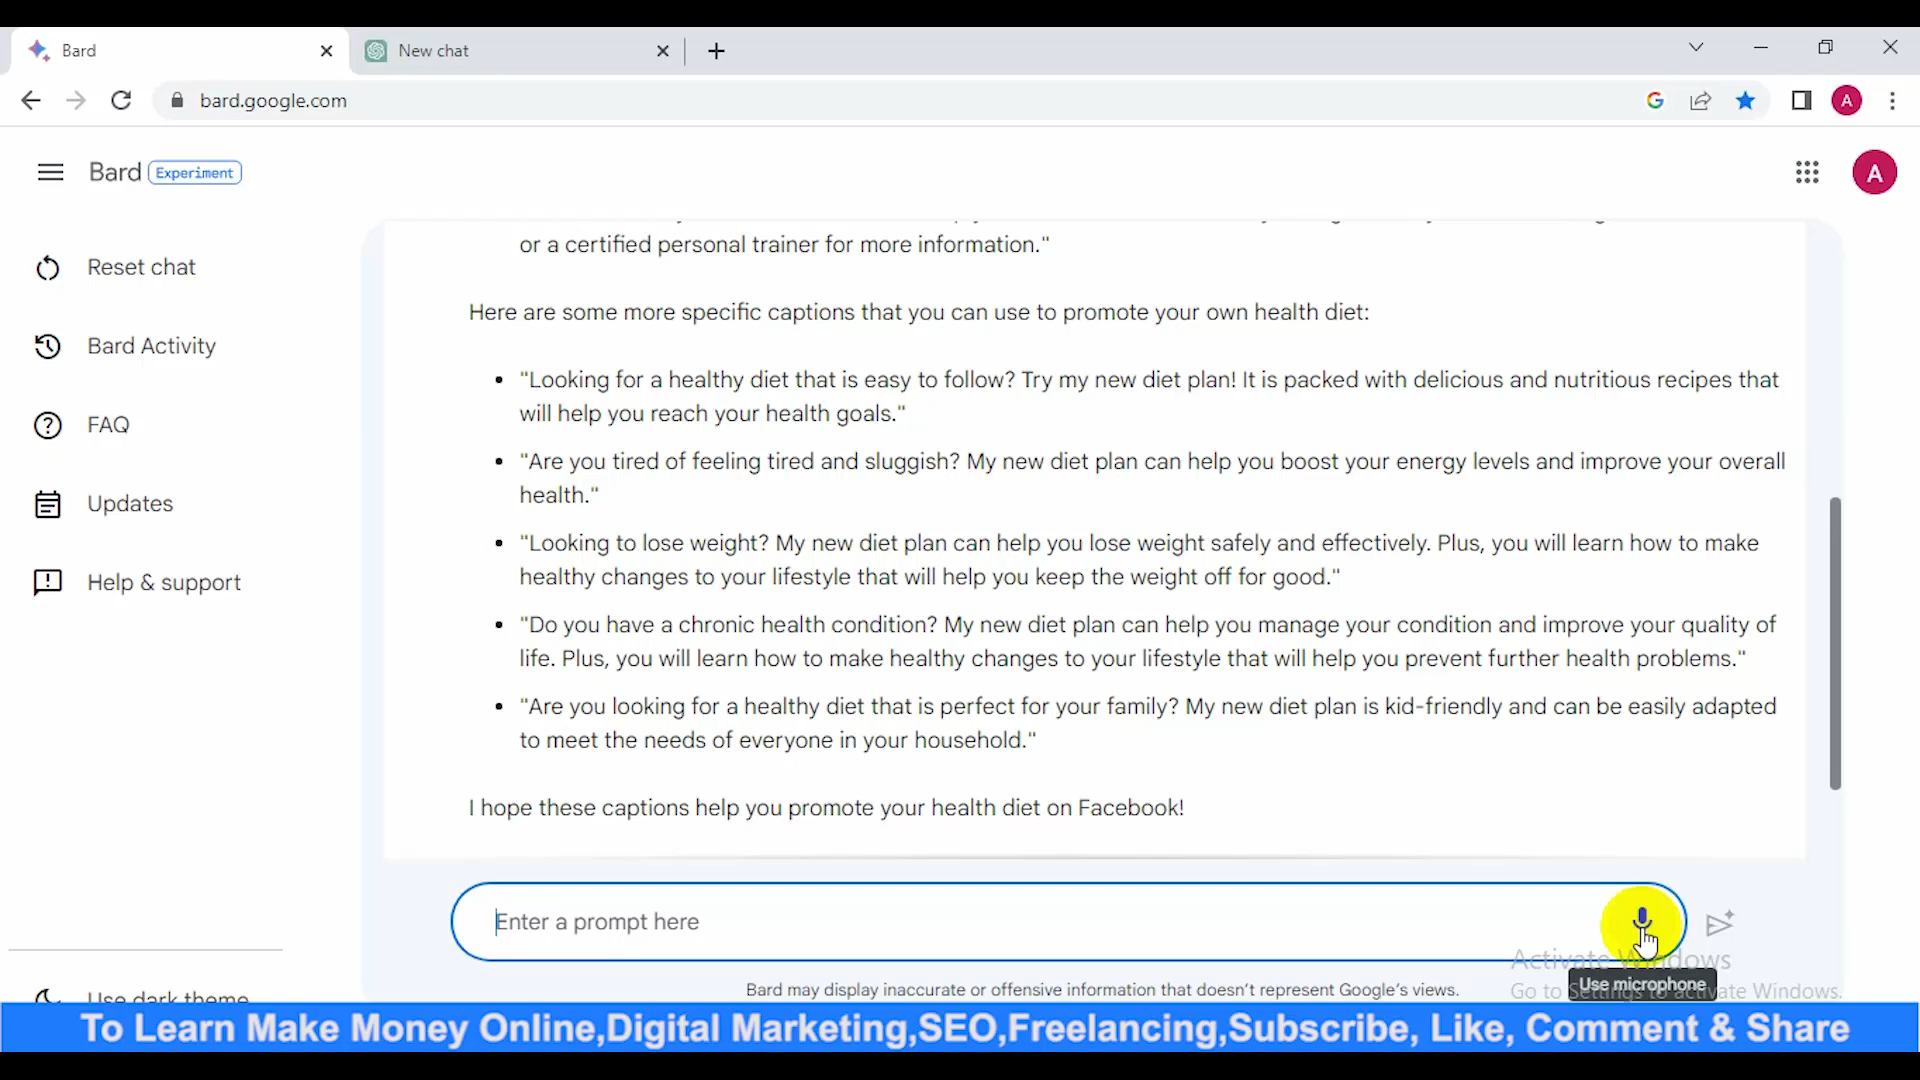 Bard
New chat
bard.google.com
A
Bard Experiment
A
Reset chat
Bard Activity
FAQ
Updates
Help & support
Use dark theme
or a certified personal trainer for more information."
Here are some more specific captions that you can use to promote your own health diet:
• "Looking for a healthy diet that is easy to follow? Try my new diet plan! It is packed with delicious and nutritious recipes that
will help you reach your health goals."
• "Are you tired of feeling tired and sluggish? My new diet plan can help you boost your energy levels and improve your overall
health."
• "Looking to lose weight? My new diet plan can help you lose weight safely and effectively. Plus, you will learn how to make
healthy changes to your lifestyle that will help you keep the weight off for good."
• "Do you have a chronic health condition? My new diet plan can help you manage your condition and improve your quality of
life. Plus, you will learn how to make healthy changes to your lifestyle that will help you prevent further health problems."
• "Are you looking for a healthy diet that is perfect for your family? My new diet plan is kid-friendly and can be easily adapted
to meet the needs of everyone in your household."
I hope these captions help you promote your health diet on Facebook!
Enter a prompt here
Activate Windows
Use microphone
Go to Settings to activate Windows.
Bard may display inaccurate or offensive information that doesn't represent Google's views.
To Learn Make Money Online,Digital Marketing,SEO,Freelancing,Subscribe, Like, Comment & Share